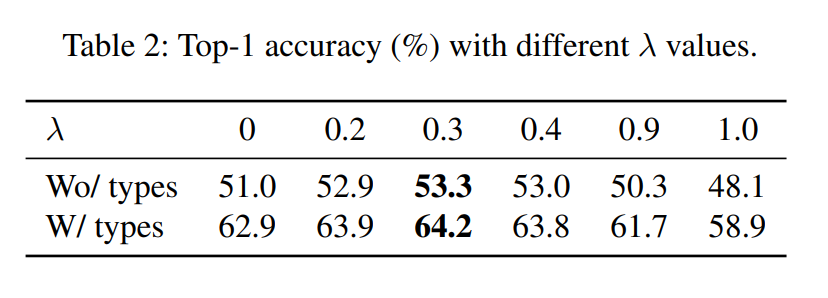 Table 2: Top-1 accuracy (%) with different λ values.
λ 0 0.2 0.3 0.4 0.9 1.0
Wo/ types 51.0 52.9 53.3 53.0 50.3 48.1
W/ types 62.9 63.9 64.2 63.8 61.7 58.9